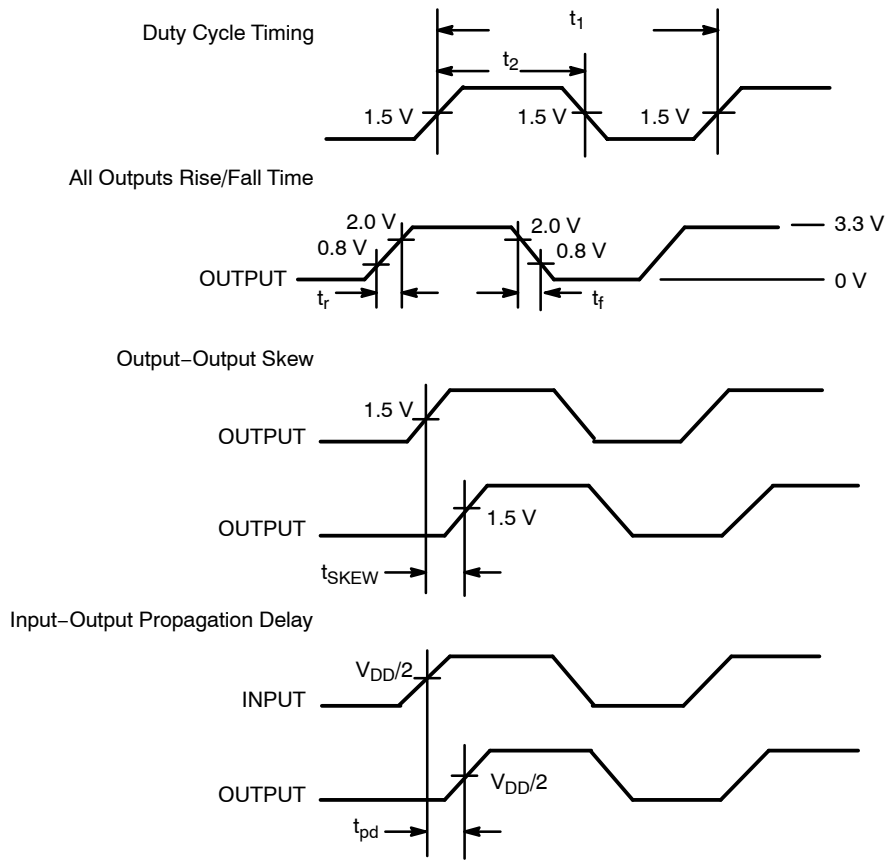 Duty Cycle Timing
t1
t2
1.5 V
1.5 V
1.5 V
All Outputs Rise/Fall Time
2.0 V
2.0 V
3.3 V
0.8 V
0.8 V
OUTPUT
0 V
tr
tf
Output−Output Skew
1.5 V
OUTPUT
OUTPUT
1.5 V
tSKEW
Input−Output Propagation Delay
VDD/2
INPUT
VDD/2
OUTPUT
tpd